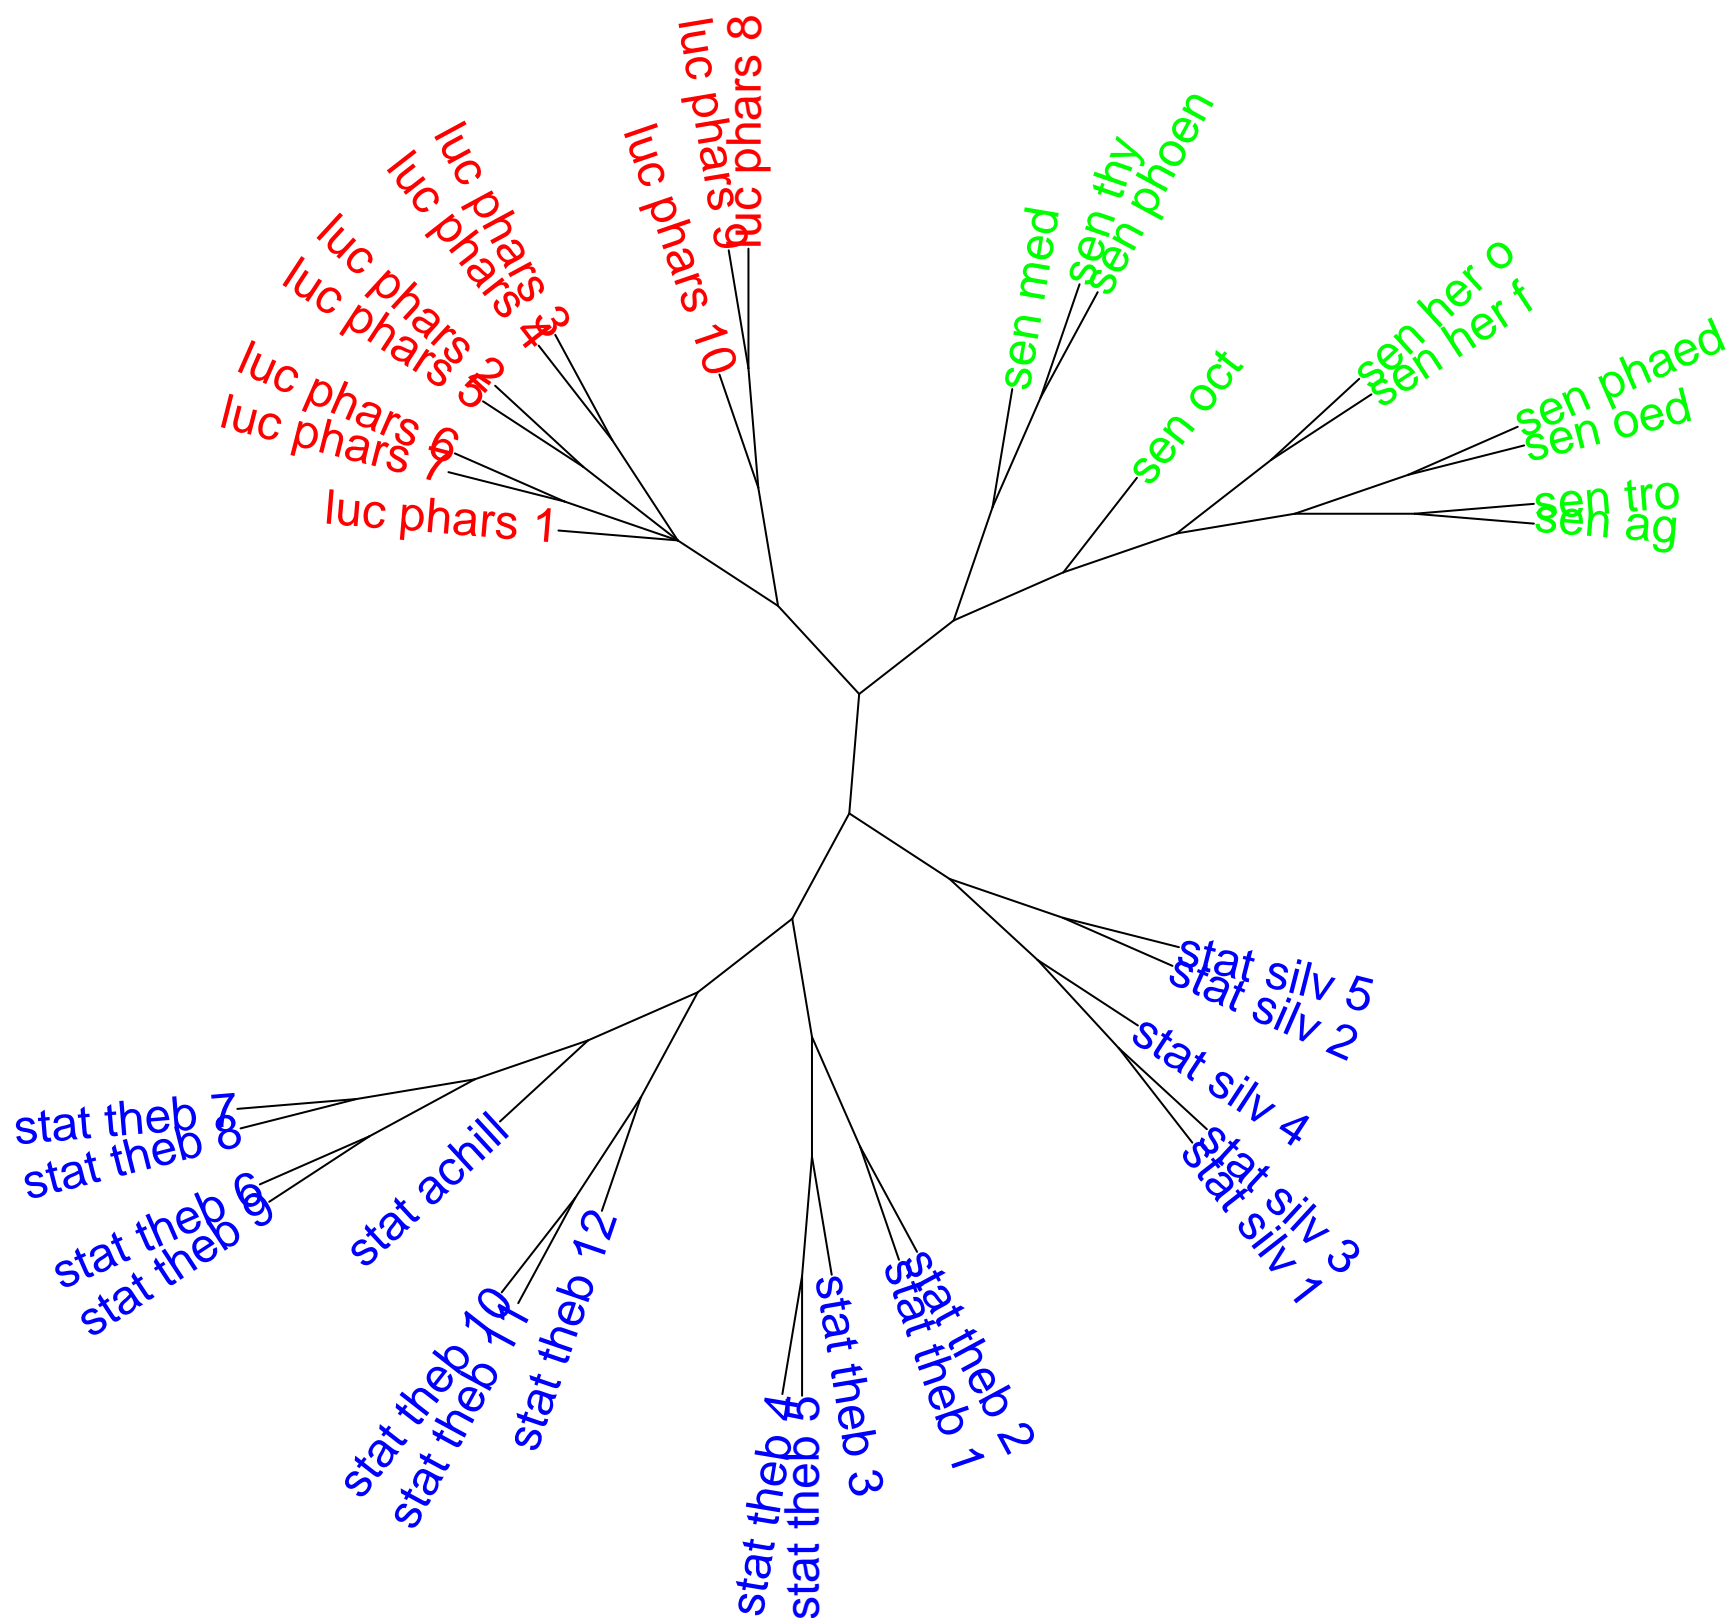 luc phars 8
luc phars 9
luc phars 10
luc phars 3
luc phars 4
luc phars 2
luc phars 5
luc phars 6
luc phars 7
luc phars 1
sen med
sen thy
sen phoen
sen oct
sen her o
sen her f
sen phaed
sen oed
sen tro
sen ag
stat silv 5
stat silv 2
stat silv 4
stat silv 3
stat silv 1
stat theb 2
stat theb 1
stat theb 3
stat theb 5
stat theb 4
stat theb 12
stat theb 11
stat theb 10
stat achill
stat theb 9
stat theb 6
stat theb 8
stat theb 7